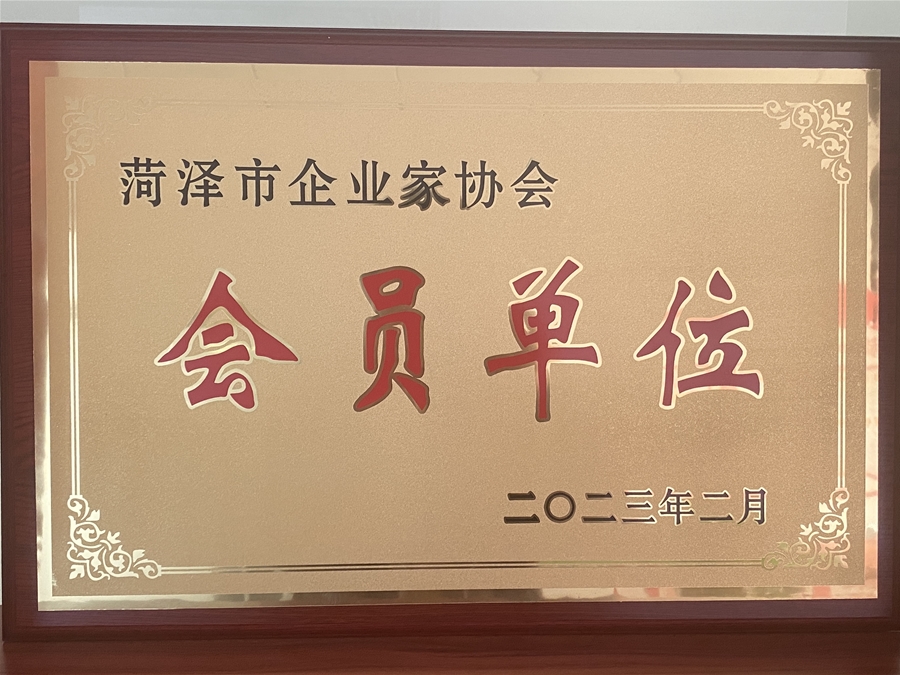 菏泽市企业家协会
会员单位
二〇二三年二月